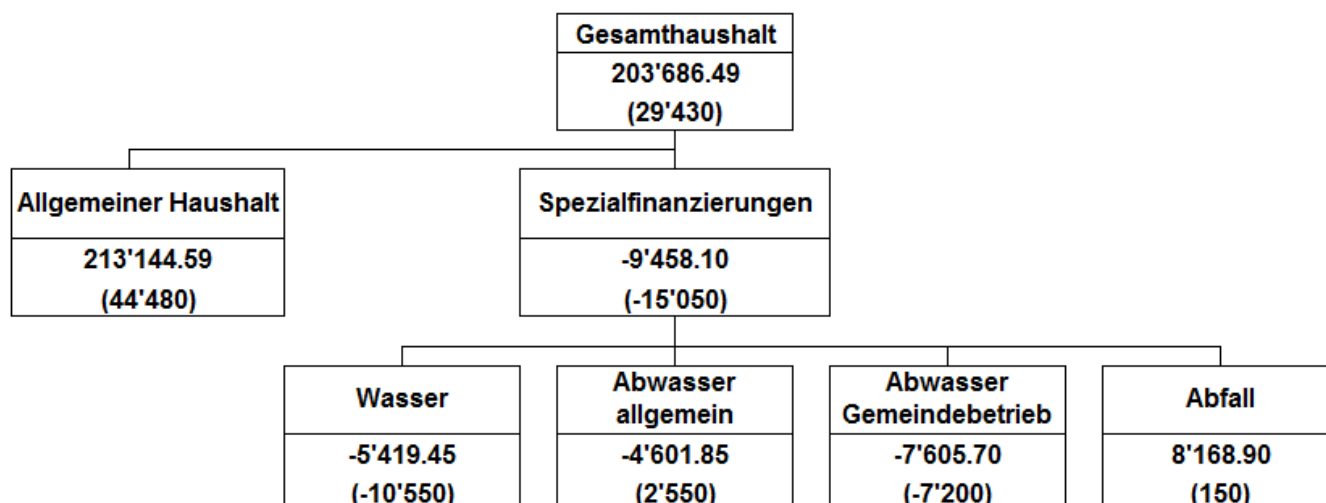 Gesamthaushalt
203'686.49
(29'430)
Allgemeiner Haushalt
213'144.59
(44'480)
Spezialfinanzierungen
-9'458.10
(-15'050)
Wasser
-5'419.45
(-10'550)
Abwasser
allgemein
-4'601.85
(2'550)
Abwasser
Gemeindebetrieb
-7'605.70
(-7'200)
Abfall
8'168.90
(150)